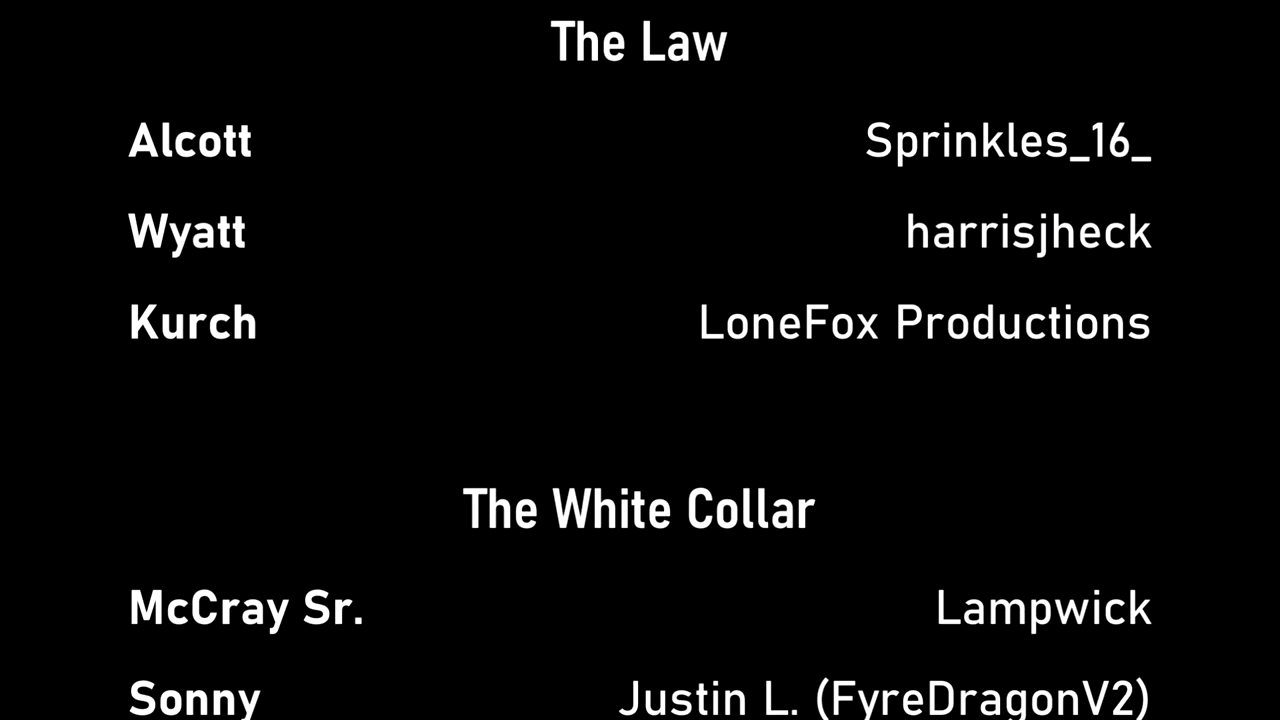 The Law
Alcott Sprinkles_16_
Wyatt harrisjheck
Kurch LoneFox Productions
The White Collar
McCray Sr. Lampwick
Sonny Justin L. (FyreDragonV2)